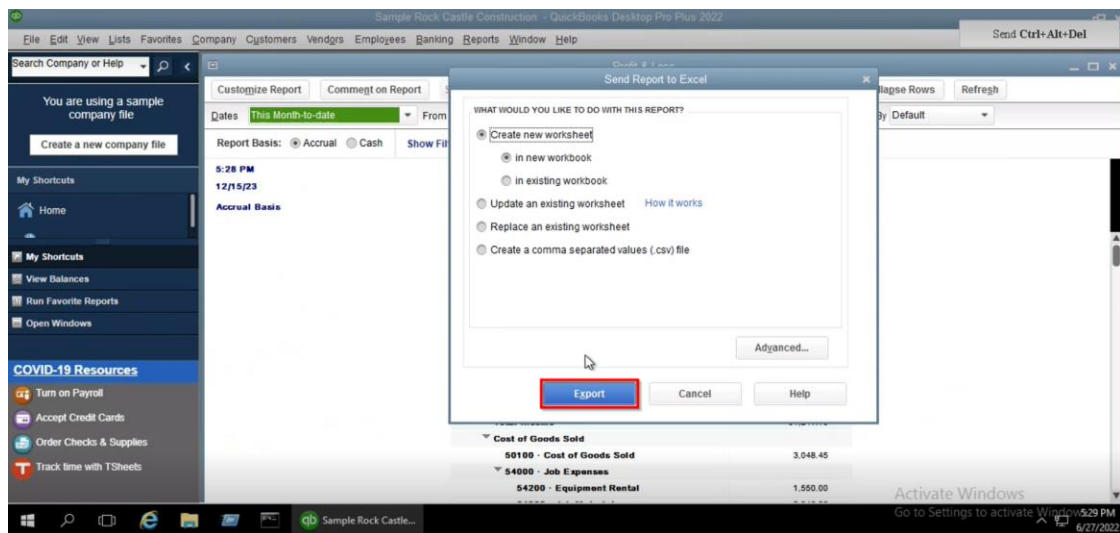 Sample Rock Castle Construction - QuickBooks Desktop Pro Plus 2022
File Edit View Lists Favorites Company Customers Vendors Employees Banking Reports Window Help
Send Ctrl+Alt+Del
Search Company or Help
You are using a sample
company file
Create a new company file
My Shortcuts
Home
My Shortcuts
View Balances
Run Favorite Reports
Open Windows
COVID-19 Resources
Turn on Payroll
Accept Credit Cards
Order Checks & Supplies
Track time with TSheets
Profit & Loss
Customize Report Comment on Report Rows Refresh
Dates This Month-to-date From By Default
Report Basis: Accrual Cash Show
5:28 PM
12/15/23
Accrual Basis
Send Report to Excel
WHAT WOULD YOU LIKE TO DO WITH THIS REPORT?
Create new worksheet
in new workbook
in existing workbook
Update an existing worksheet How it works
Replace an existing worksheet
Create a comma separated values (.csv) file
Advanced...
Export Cancel Help
Cost of Goods Sold
50100 · Cost of Goods Sold 3,048.45
54000 · Job Expenses
54200 · Equipment Rental 1,550.00
Activate Windows
Go to Settings to activate Windows
qb Sample Rock Castle...
5:29 PM
6/27/2022